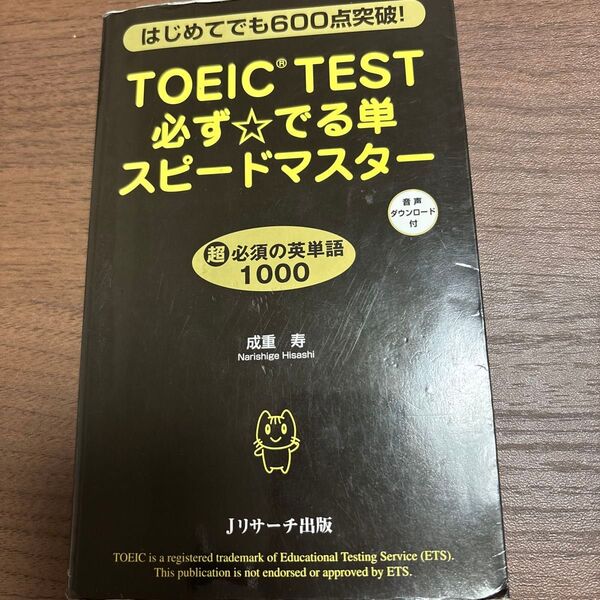 はじめてでも600点突破!
TOEIC® TEST
必ず☆でる単
スピードマスター
音声
ダウンロード
付
超 必須の英単語
1000
成重 寿
Narishige Hisashi
Jリサーチ出版
TOEIC is a registered trademark of Educational Testing Service (ETS).
This publication is not endorsed or approved by ETS.